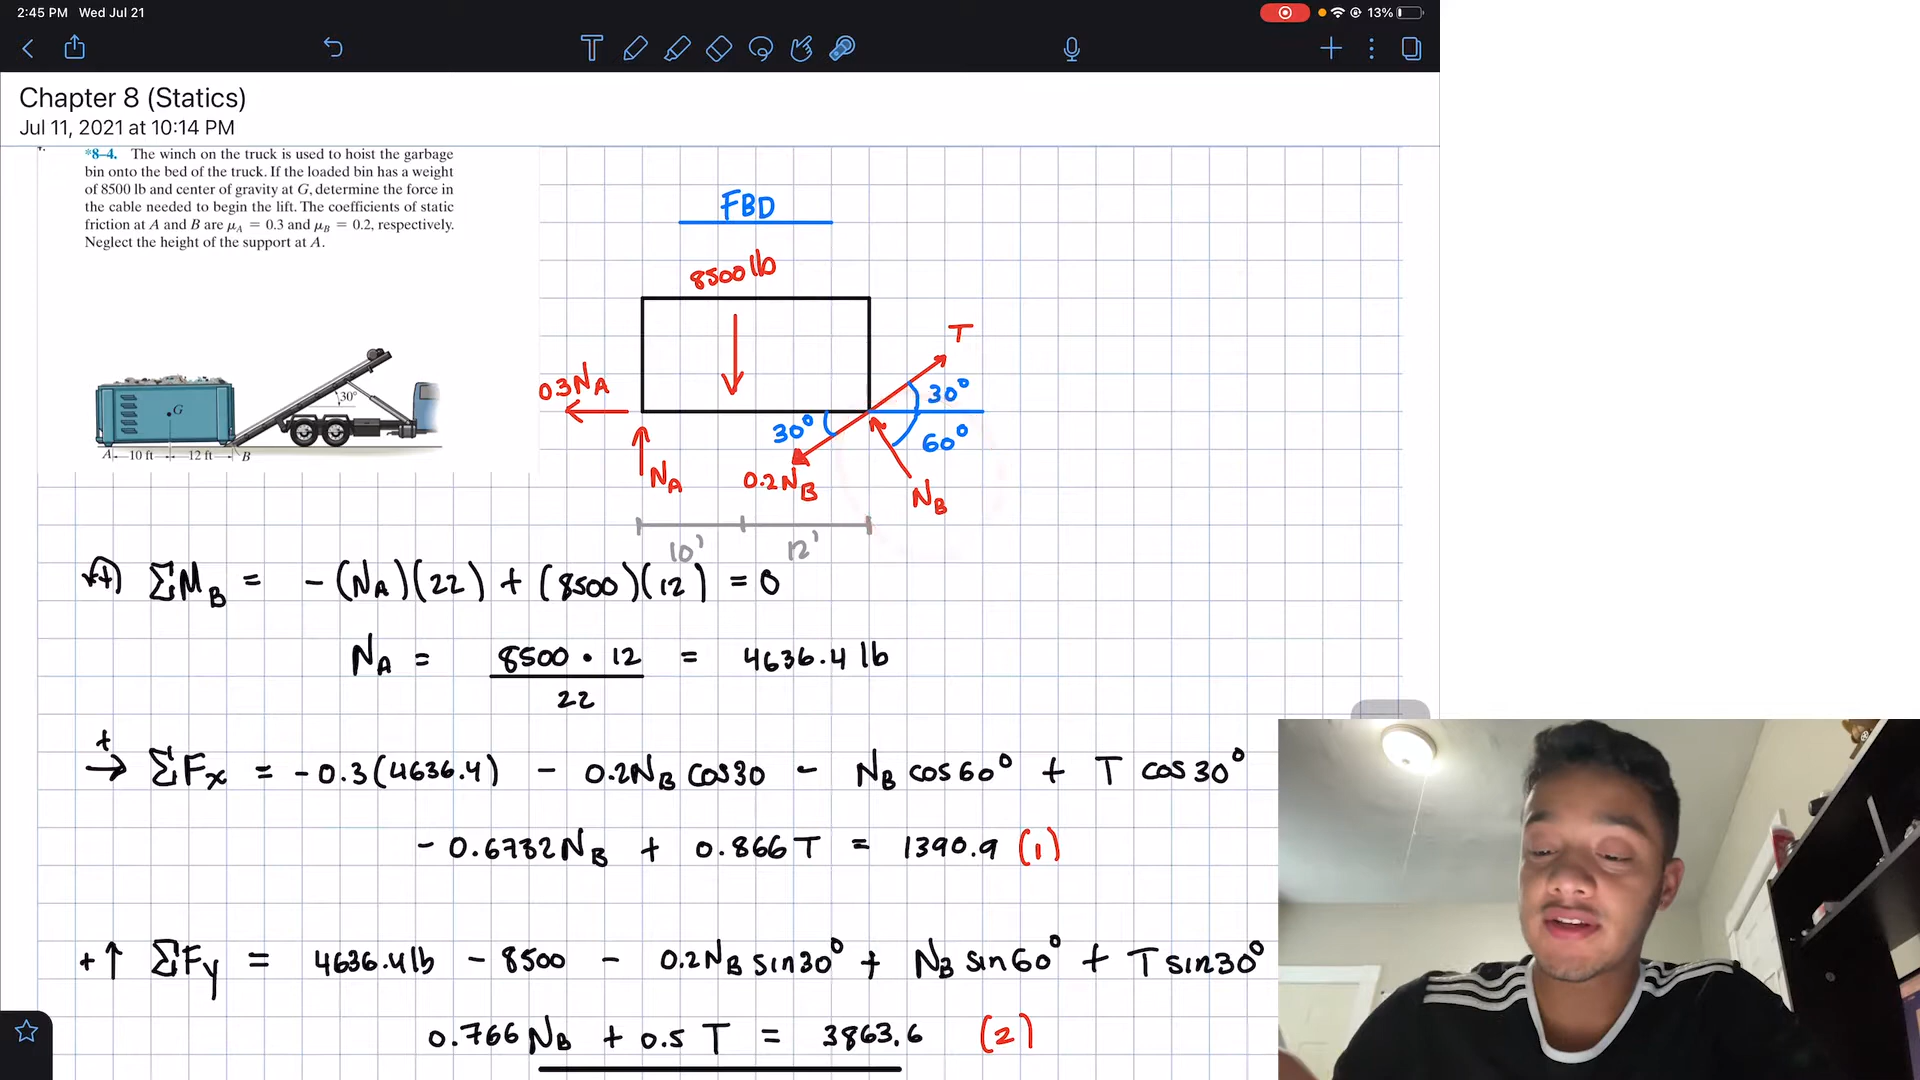 2:45 PM Wed Jul 21
13%
Chapter 8 (Statics)
Jul 11, 2021 at 10:14 PM
*8–4. The winch on the truck is used to hoist the garbage
bin onto the bed of the truck. If the loaded bin has a weight
of 8500 lb and center of gravity at G, determine the force in
the cable needed to begin the lift. The coefficients of static
friction at A and B are μA = 0.3 and μB = 0.2, respectively.
Neglect the height of the support at A.
G
30°
A 10 ft 12 ft B
FBD
8500 lb
T
0.3NA
30°
30°
60°
NA
0.2NB
NB
10' 12'
+) ΣMB = - (NA)(22) + (8500)(12) = 0
NA = 8500 · 12 = 4636.4 lb
22
+
→ ΣFx = -0.3(4636.4) - 0.2NB cos30 - NB cos60° + T cos30°
- 0.6732NB + 0.866T = 1390.9 (1)
+↑ ΣFy = 4636.4lb - 8500 - 0.2NB sin30° + NB sin60° + T sin30°
0.766 NB + 0.5 T = 3863.6 (2)